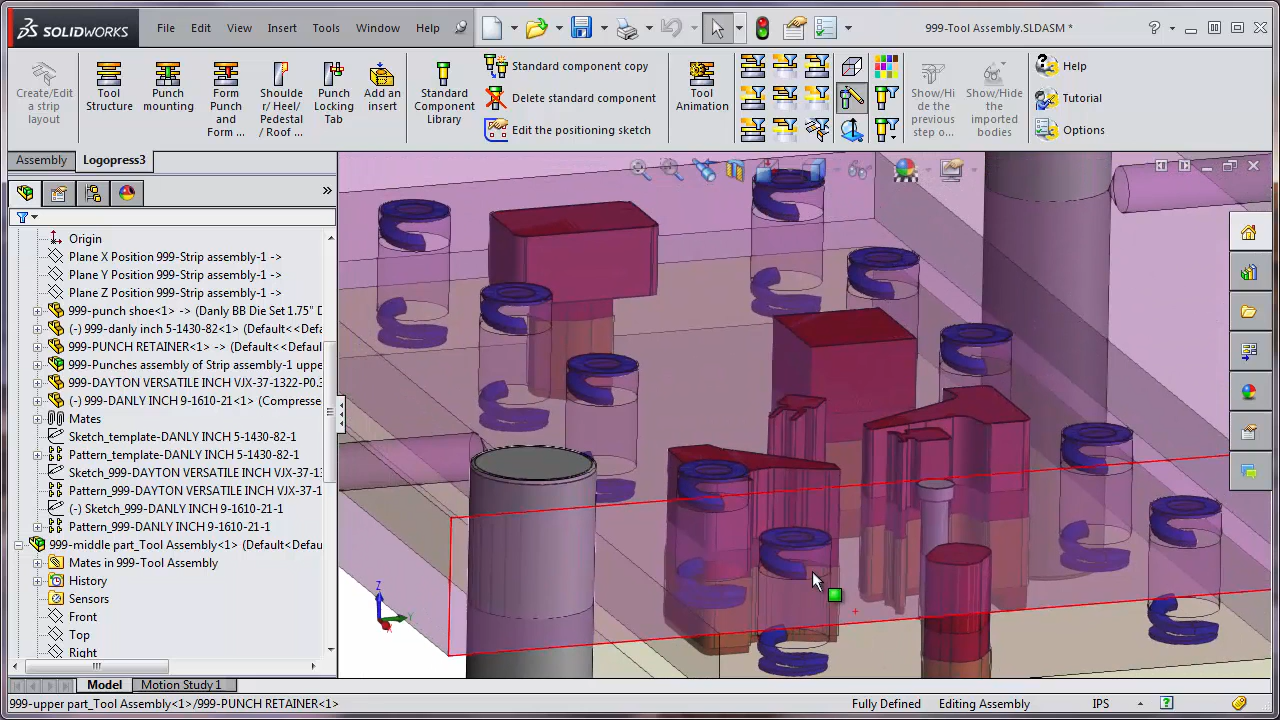 SOLIDWORKS
File Edit View Insert Tools Window Help
999-Tool Assembly.SLDASM *
Create/Edit a strip layout
Tool Structure
Punch mounting
Form Punch and Form ...
Shoulder/ Heel/ Pedestal / Roof ...
Punch Locking Tab
Add an insert
Standard Component Library
Standard component copy
Delete standard component
Edit the positioning sketch
Tool Animation
Show/Hide the previous step o...
Show/Hide the imported bodies
Help
Tutorial
Options
Assembly Logopress3
Origin
Plane X Position 999-Strip assembly-1 ->
Plane Y Position 999-Strip assembly-1 ->
Plane Z Position 999-Strip assembly-1 ->
999-punch shoe<1> -> (Danly BB Die Set 1.75" D
(-) 999-danly inch 5-1430-82<1> (Default<<Defa
999-PUNCH RETAINER<1> -> (Default<<Defaul
999-Punches assembly of Strip assembly-1 upper
999-DAYTON VERSATILE INCH VJX-37-1322-P0.3
(-) 999-DANLY INCH 9-1610-21<1> (Compresse
Mates
Sketch_template-DANLY INCH 5-1430-82-1
Pattern_template-DANLY INCH 5-1430-82-1
Sketch_999-DAYTON VERSATILE INCH VJX-37-13
Pattern_999-DAYTON VERSATILE INCH VJX-37-1
(-) Sketch_999-DANLY INCH 9-1610-21-1
Pattern_999-DANLY INCH 9-1610-21-1
999-middle part_Tool Assembly<1> (Default<Def
Mates in 999-Tool Assembly
History
Sensors
Front
Top
Right
Z
Y
X
Model Motion Study 1
999-upper part_Tool Assembly<1>/999-PUNCH RETAINER<1>
Fully Defined
Editing Assembly
IPS